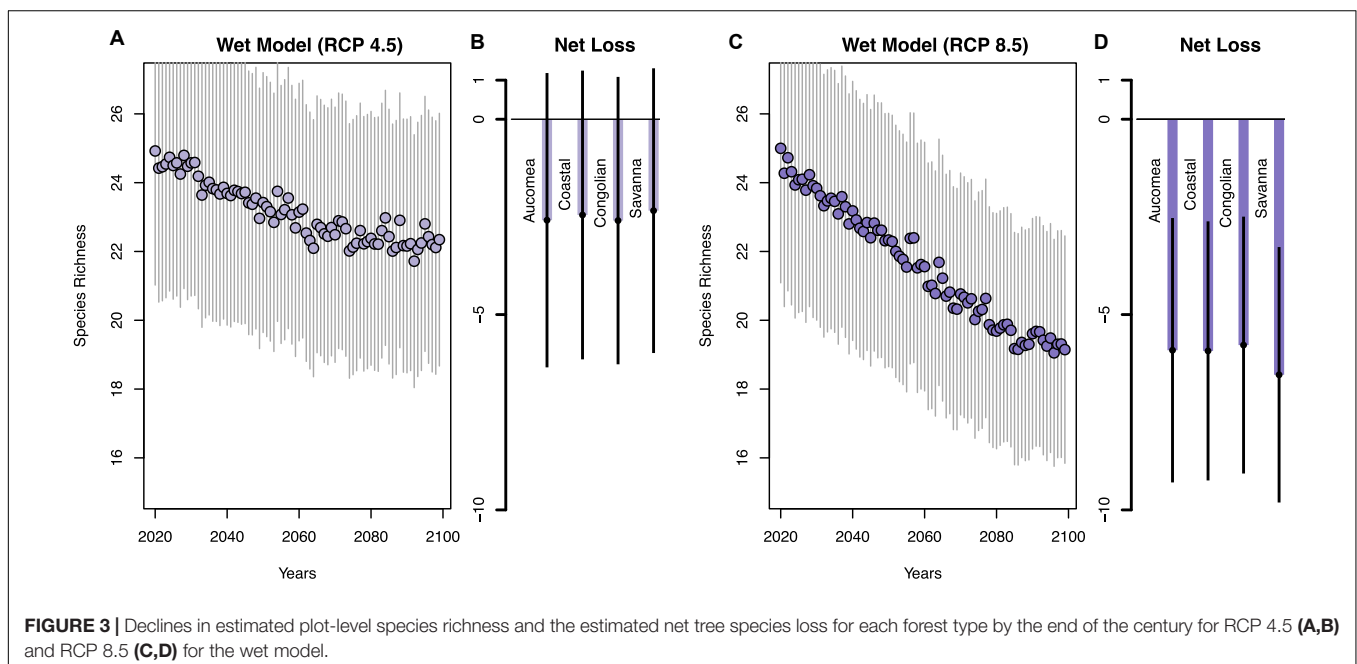 A
Wet Model (RCP 4.5)
Species Richness
26
24
22
20
18
16
2020 2040 2060 2080 2100
Years
B
Net Loss
1
0
−5
−10
Aucomea
Coastal
Congolian
Savanna
C
Wet Model (RCP 8.5)
Species Richness
26
24
22
20
18
16
2020 2040 2060 2080 2100
Years
D
Net Loss
1
0
−5
−10
Aucomea
Coastal
Congolian
Savanna
FIGURE 3 | Declines in estimated plot-level species richness and the estimated net tree species loss for each forest type by the end of the century for RCP 4.5 (A,B)
and RCP 8.5 (C,D) for the wet model.